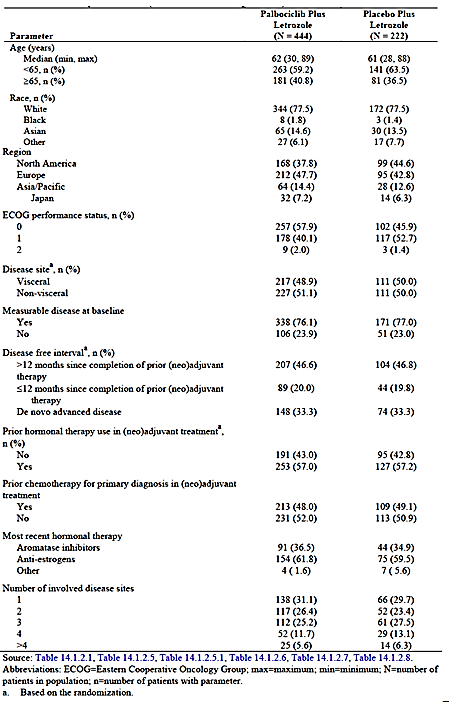 Palbociclib Plus Placebo Plus
Letrozole Letrozole
Parameter (N = 444) (N = 222)
Age (years)
Median (min, max) 62 (30, 89) 61 (28, 88)
<65, n (%) 263 (59.2) 141 (63.5)
≥65, n (%) 181 (40.8) 81 (36.5)
Race, n (%)
White 344 (77.5) 172 (77.5)
Black 8 (1.8) 3 (1.4)
Asian 65 (14.6) 30 (13.5)
Other 27 (6.1) 17 (7.7)
Region
North America 168 (37.8) 99 (44.6)
Europe 212 (47.7) 95 (42.8)
Asia/Pacific 64 (14.4) 28 (12.6)
Japan 32 (7.2) 14 (6.3)
ECOG performance status, n (%)
0 257 (57.9) 102 (45.9)
1 178 (40.1) 117 (52.7)
2 9 (2.0) 3 (1.4)
Disease siteᵃ, n (%)
Visceral 217 (48.9) 111 (50.0)
Non-visceral 227 (51.1) 111 (50.0)
Measurable disease at baseline
Yes 338 (76.1) 171 (77.0)
No 106 (23.9) 51 (23.0)
Disease free intervalᵃ, n (%)
>12 months since completion of prior (neo)adjuvant 207 (46.6) 104 (46.8)
therapy
≤12 months since completion of prior (neo)adjuvant 89 (20.0) 44 (19.8)
therapy
De novo advanced disease 148 (33.3) 74 (33.3)
Prior hormonal therapy use in (neo)adjuvant treatmentᵃ,
n (%)
No 191 (43.0) 95 (42.8)
Yes 253 (57.0) 127 (57.2)
Prior chemotherapy for primary diagnosis in (neo)adjuvant
treatment
Yes 213 (48.0) 109 (49.1)
No 231 (52.0) 113 (50.9)
Most recent hormonal therapy
Aromatase inhibitors 91 (36.5) 44 (34.9)
Anti-estrogens 154 (61.8) 75 (59.5)
Other 4 ( 1.6) 7 ( 5.6)
Number of involved disease sites
1 138 (31.1) 66 (29.7)
2 117 (26.4) 52 (23.4)
3 112 (25.2) 61 (27.5)
4 52 (11.7) 29 (13.1)
>4 25 (5.6) 14 (6.3)
Source: Table 14.1.2.1, Table 14.1.2.5, Table 14.1.2.5.1, Table 14.1.2.6, Table 14.1.2.7, Table 14.1.2.8.
Abbreviations: ECOG=Eastern Cooperative Oncology Group; max=maximum; min=minimum; N=number
of patients in population; n=number of patients with parameter.
a. Based on the randomization.